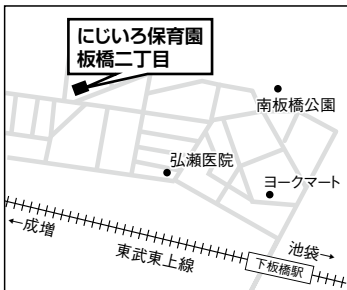 にじいろ保育園
板橋二丁目
南板橋公園
弘瀬医院
ヨークマート
←成増
東武東上線
池袋→
下板橋駅